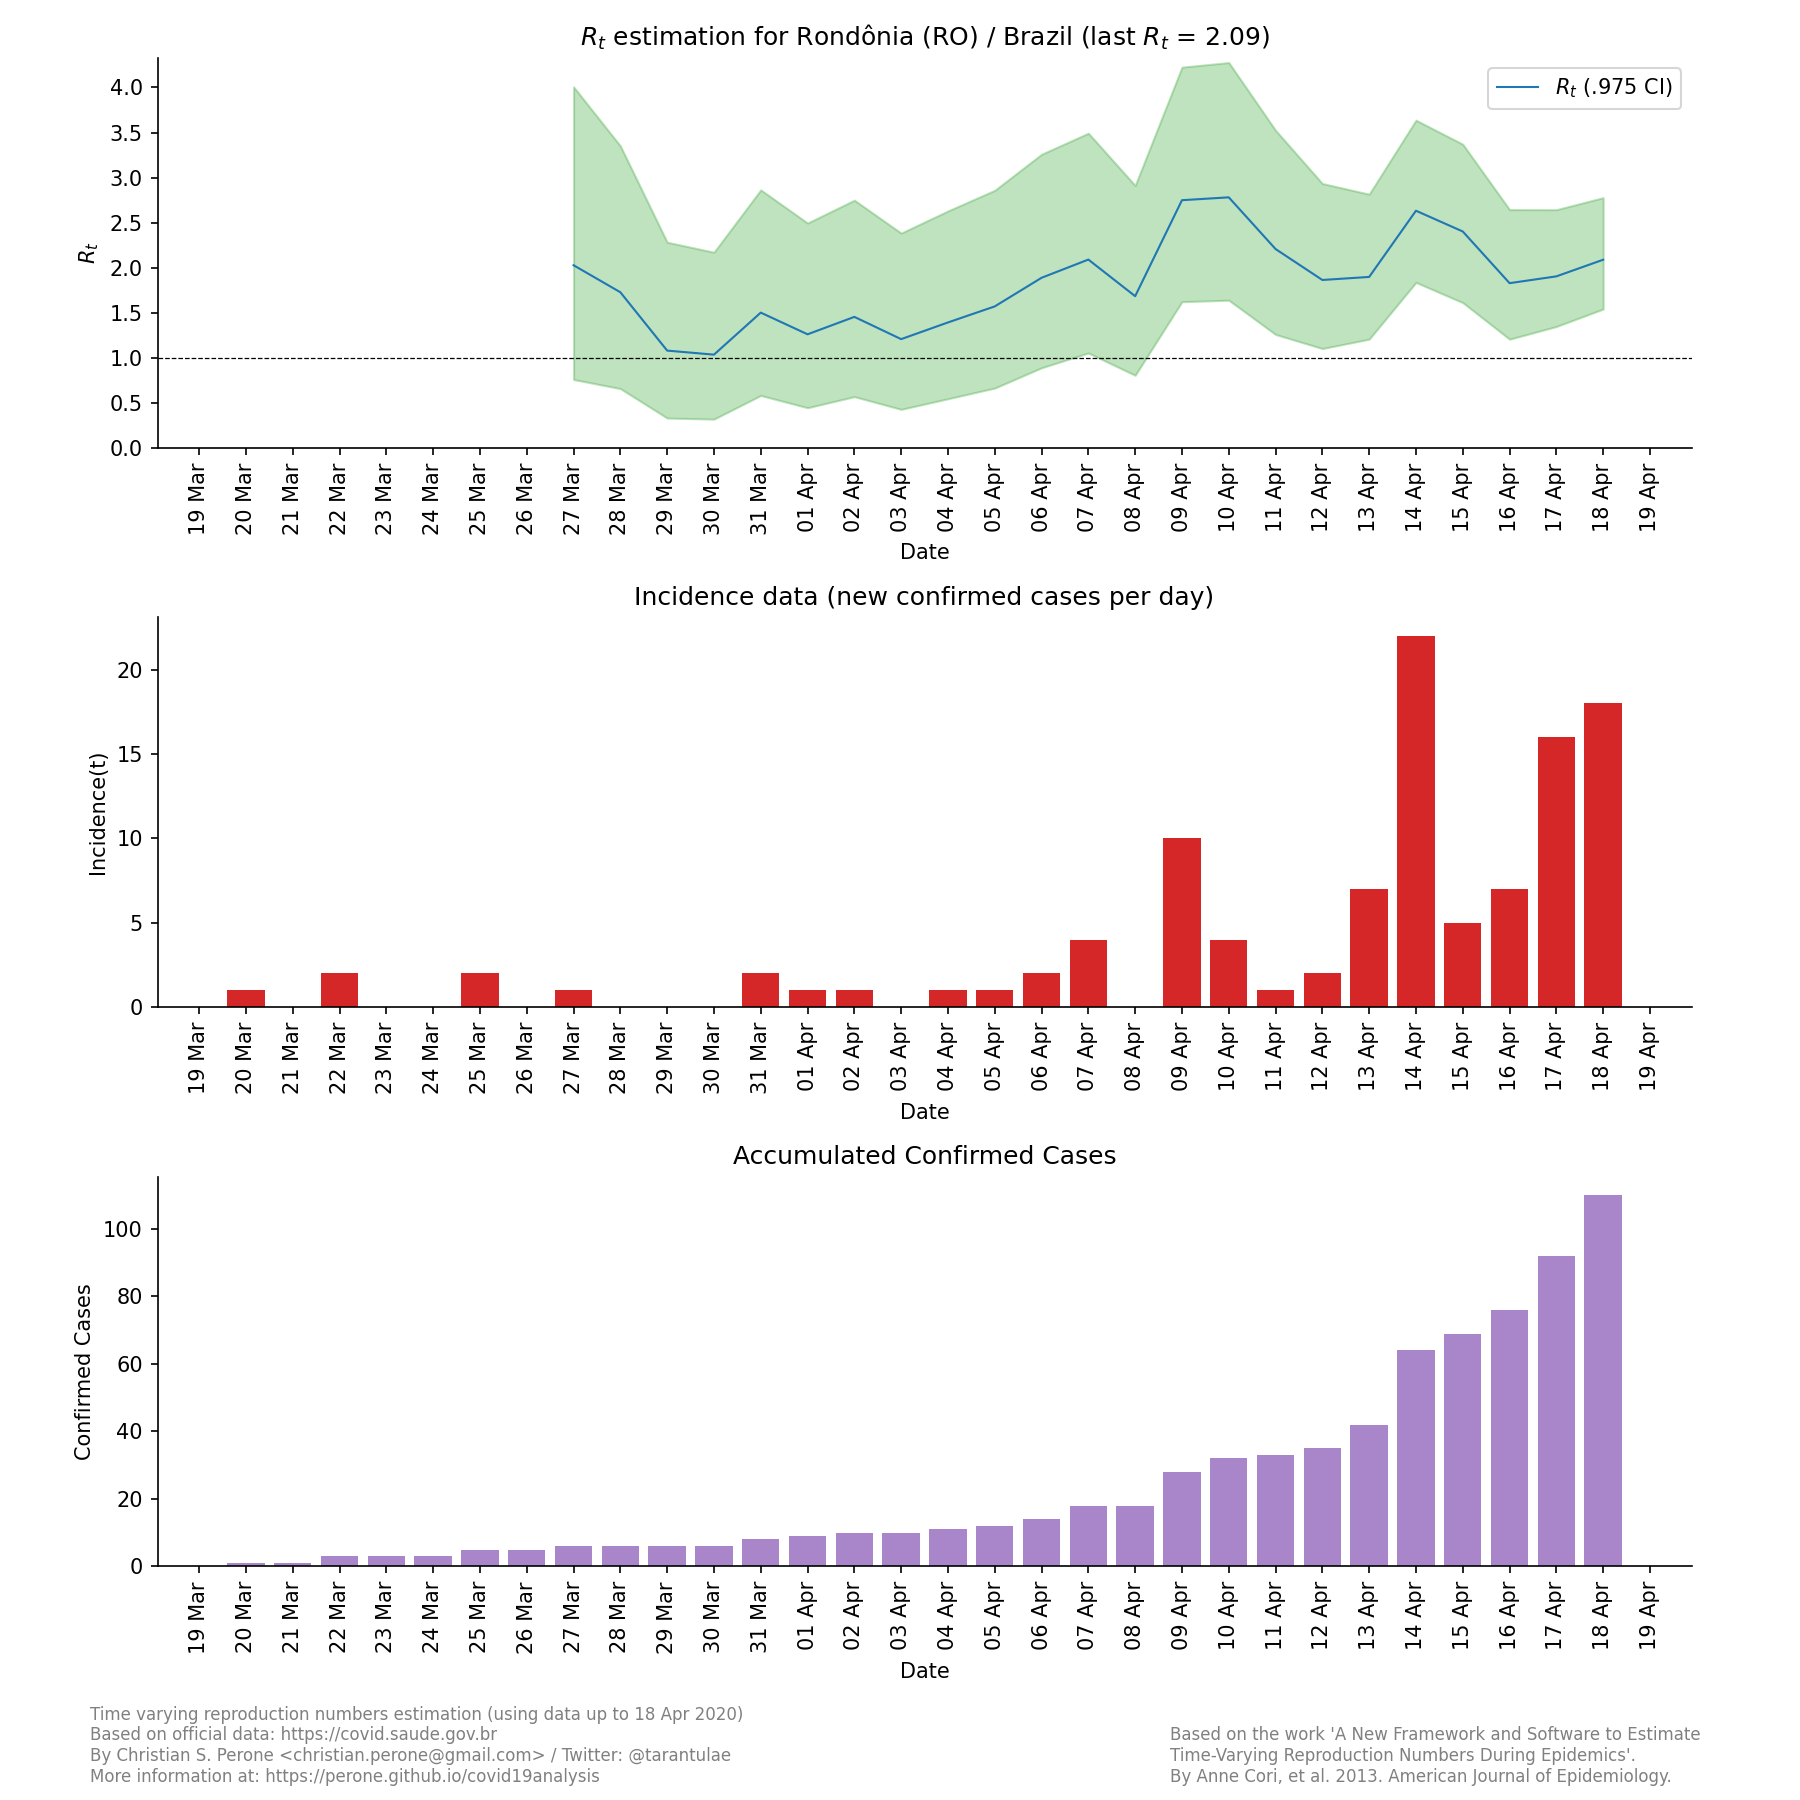 Rt estimation for Rondônia (RO) / Brazil (last Rt = 2.09)
Rt (.975 CI)
Rt
4.0
3.5
3.0
2.5
2.0
1.5
1.0
0.5
0.0
19 Mar
20 Mar
21 Mar
22 Mar
23 Mar
24 Mar
25 Mar
26 Mar
27 Mar
28 Mar
29 Mar
30 Mar
31 Mar
01 Apr
02 Apr
03 Apr
04 Apr
05 Apr
06 Apr
07 Apr
08 Apr
09 Apr
10 Apr
11 Apr
12 Apr
13 Apr
14 Apr
15 Apr
16 Apr
17 Apr
18 Apr
19 Apr
Date
Incidence data (new confirmed cases per day)
Incidence(t)
20
15
10
5
0
19 Mar
20 Mar
21 Mar
22 Mar
23 Mar
24 Mar
25 Mar
26 Mar
27 Mar
28 Mar
29 Mar
30 Mar
31 Mar
01 Apr
02 Apr
03 Apr
04 Apr
05 Apr
06 Apr
07 Apr
08 Apr
09 Apr
10 Apr
11 Apr
12 Apr
13 Apr
14 Apr
15 Apr
16 Apr
17 Apr
18 Apr
19 Apr
Date
Accumulated Confirmed Cases
Confirmed Cases
100
80
60
40
20
0
19 Mar
20 Mar
21 Mar
22 Mar
23 Mar
24 Mar
25 Mar
26 Mar
27 Mar
28 Mar
29 Mar
30 Mar
31 Mar
01 Apr
02 Apr
03 Apr
04 Apr
05 Apr
06 Apr
07 Apr
08 Apr
09 Apr
10 Apr
11 Apr
12 Apr
13 Apr
14 Apr
15 Apr
16 Apr
17 Apr
18 Apr
19 Apr
Date
Time varying reproduction numbers estimation (using data up to 18 Apr 2020)
Based on official data: https://covid.saude.gov.br
By Christian S. Perone <christian.perone@gmail.com> / Twitter: @tarantulae
More information at: https://perone.github.io/covid19analysis
Based on the work 'A New Framework and Software to Estimate
Time-Varying Reproduction Numbers During Epidemics'.
By Anne Cori, et al. 2013. American Journal of Epidemiology.